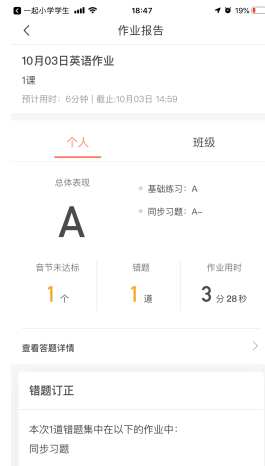 一起小学学生
18:47
19%
作业报告
10月03日英语作业
1课
预计用时：6分钟 | 截止:10月03日 14:59
个人
班级
总体表现
A
基础练习：A
同步习题：A-
音节未达标
错题
作业用时
1 个
1 道
3 分 28 秒
查看答题详情
错题订正
本次1道错题集中在以下的作业中：
同步习题